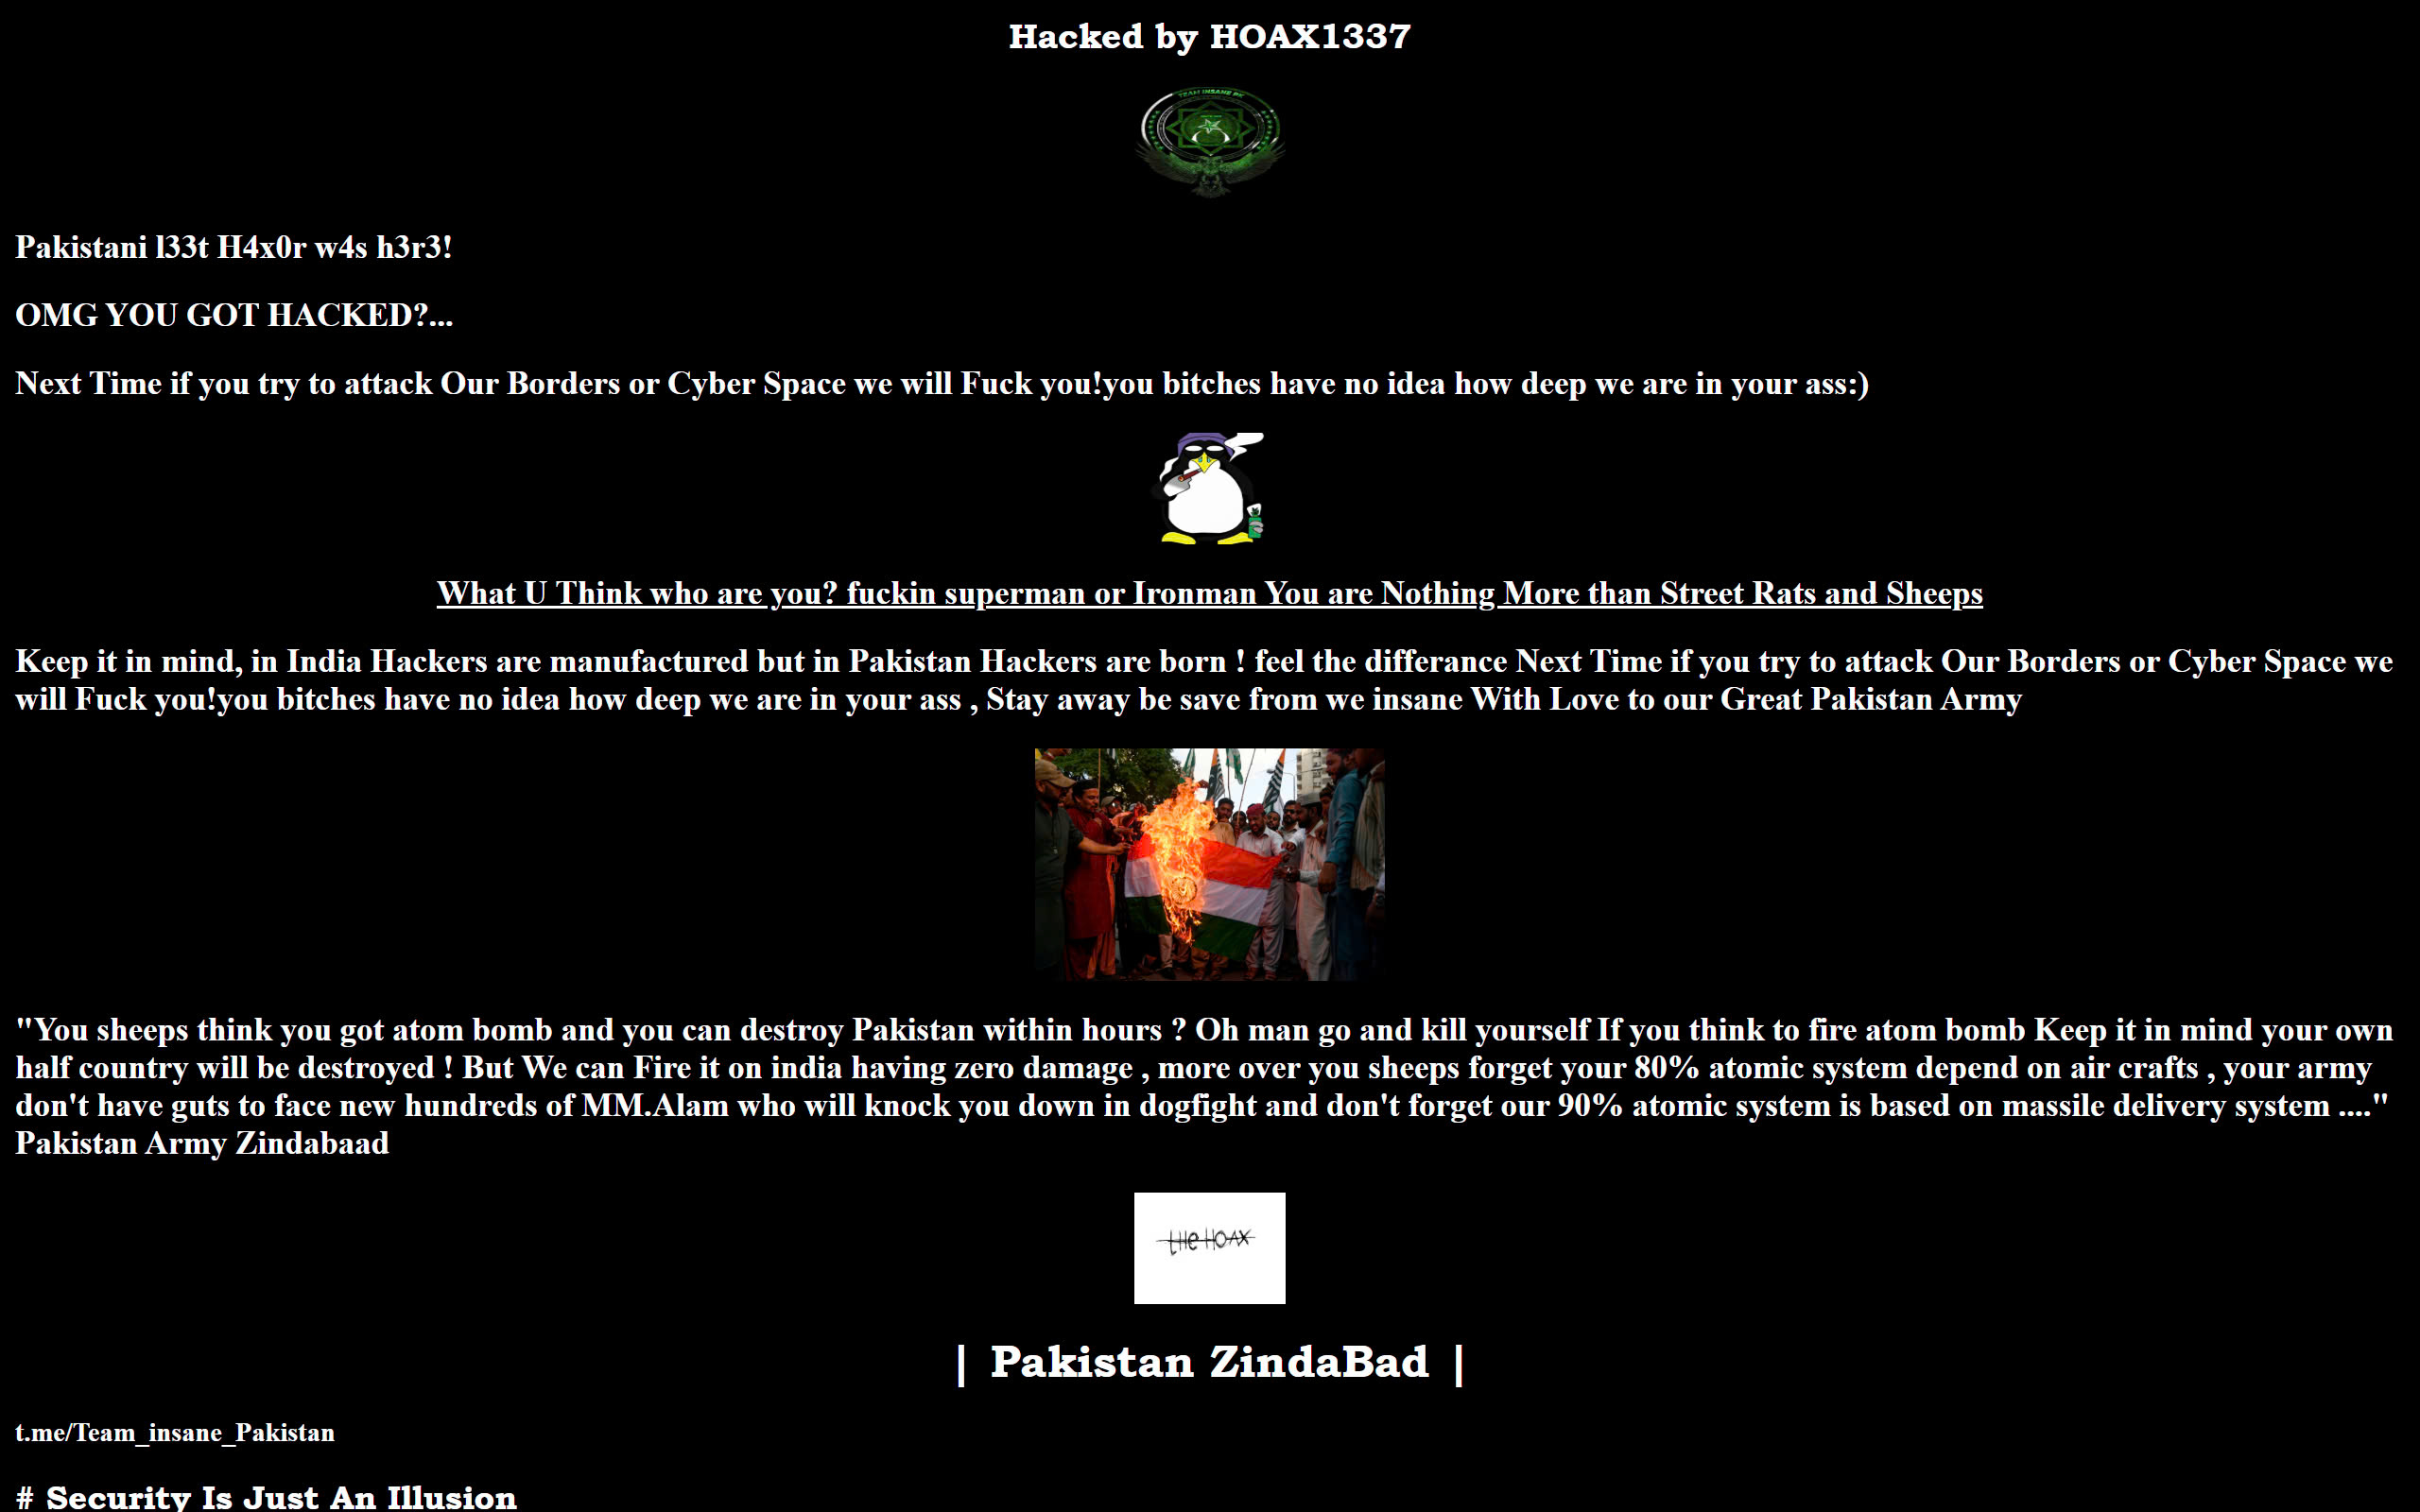 Hacked by HOAX1337
TEAM INSANE PK
Pakistani l33t H4x0r w4s h3r3!
OMG YOU GOT HACKED?...
Next Time if you try to attack Our Borders or Cyber Space we will Fuck you!you bitches have no idea how deep we are in your ass:)
What U Think who are you? fuckin superman or Ironman You are Nothing More than Street Rats and Sheeps
Keep it in mind, in India Hackers are manufactured but in Pakistan Hackers are born ! feel the differance Next Time if you try to attack Our Borders or Cyber Space we
will Fuck you!you bitches have no idea how deep we are in your ass , Stay away be save from we insane With Love to our Great Pakistan Army
"You sheeps think you got atom bomb and you can destroy Pakistan within hours ? Oh man go and kill yourself If you think to fire atom bomb Keep it in mind your own
half country will be destroyed ! But We can Fire it on india having zero damage , more over you sheeps forget your 80% atomic system depend on air crafts , your army
don't have guts to face new hundreds of MM.Alam who will knock you down in dogfight and don't forget our 90% atomic system is based on massile delivery system ...."
Pakistan Army Zindabaad
the HOAX
| Pakistan ZindaBad |
t.me/Team_insane_Pakistan
# Security Is Just An Illusion